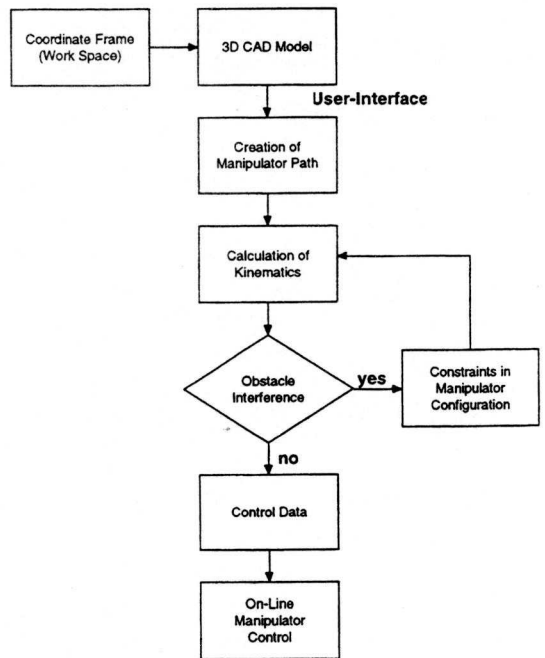 Coordinate Frame
(Work Space)
3D CAD Model
User-Interface
Creation of
Manipulator Path
Calculation of
Kinematics
Obstacle
Interference
yes
Constraints in
Manipulator
Configuration
no
Control Data
On-Line
Manipulator
Control